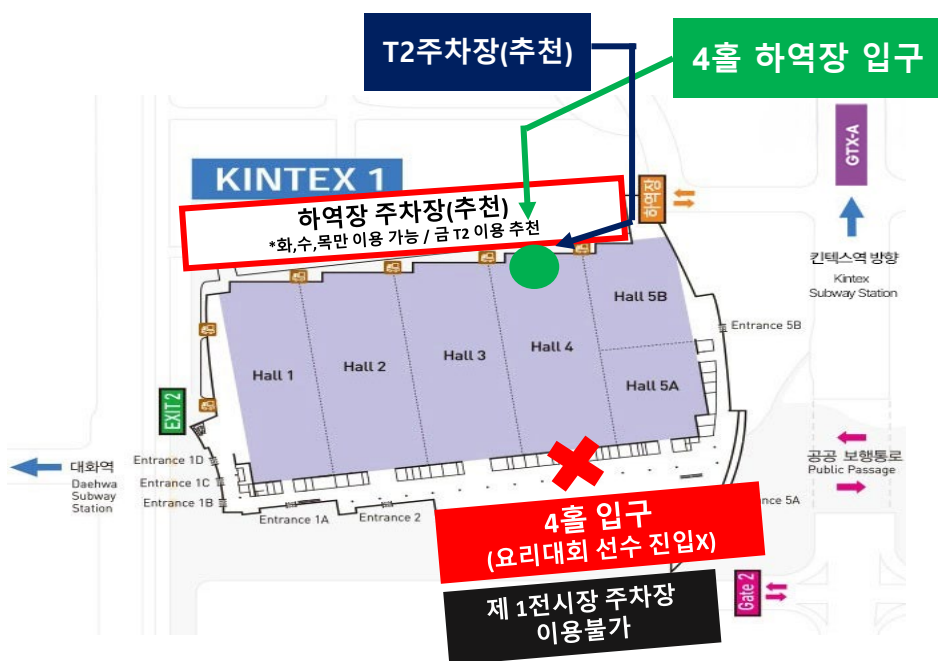 T2주차장(추천)
4홀 하역장 입구
GTX-A
KINTEX 1
하역장 주차장(추천)
*화,수,목만 이용 가능 / 금 T2 이용 추천
하역장
킨텍스역 방향
Kintex
Subway Station
Hall 5B
Entrance 5B
Hall 4
Hall 3
Hall 2
Hall 1
Hall 5A
EXIT 2
대화역
Daehwa
Subway
Station
Entrance 1D
Entrance 1C
Entrance 1B
Entrance 1A
Entrance 2
공공 보행통로
Public Passage
nce 5A
4홀 입구
(요리대회 선수 진입X)
제 1전시장 주차장
이용불가
Gate 2